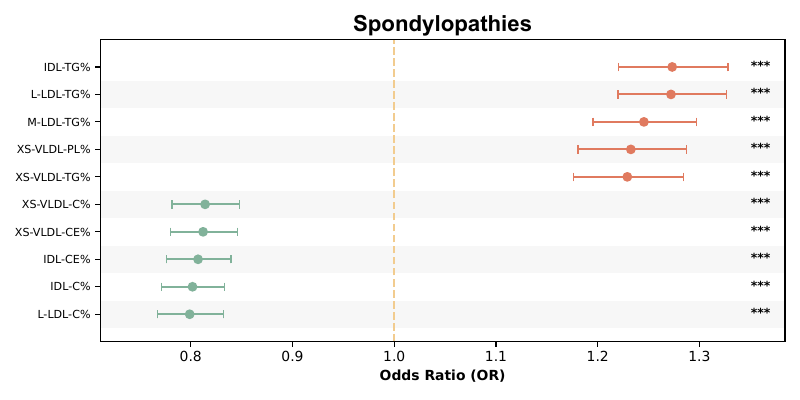 Spondylopathies
IDL-TG% ***
L-LDL-TG% ***
M-LDL-TG% ***
XS-VLDL-PL% ***
XS-VLDL-TG% ***
XS-VLDL-C% ***
XS-VLDL-CE% ***
IDL-CE% ***
IDL-C% ***
L-LDL-C% ***
0.8 0.9 1.0 1.1 1.2 1.3
Odds Ratio (OR)